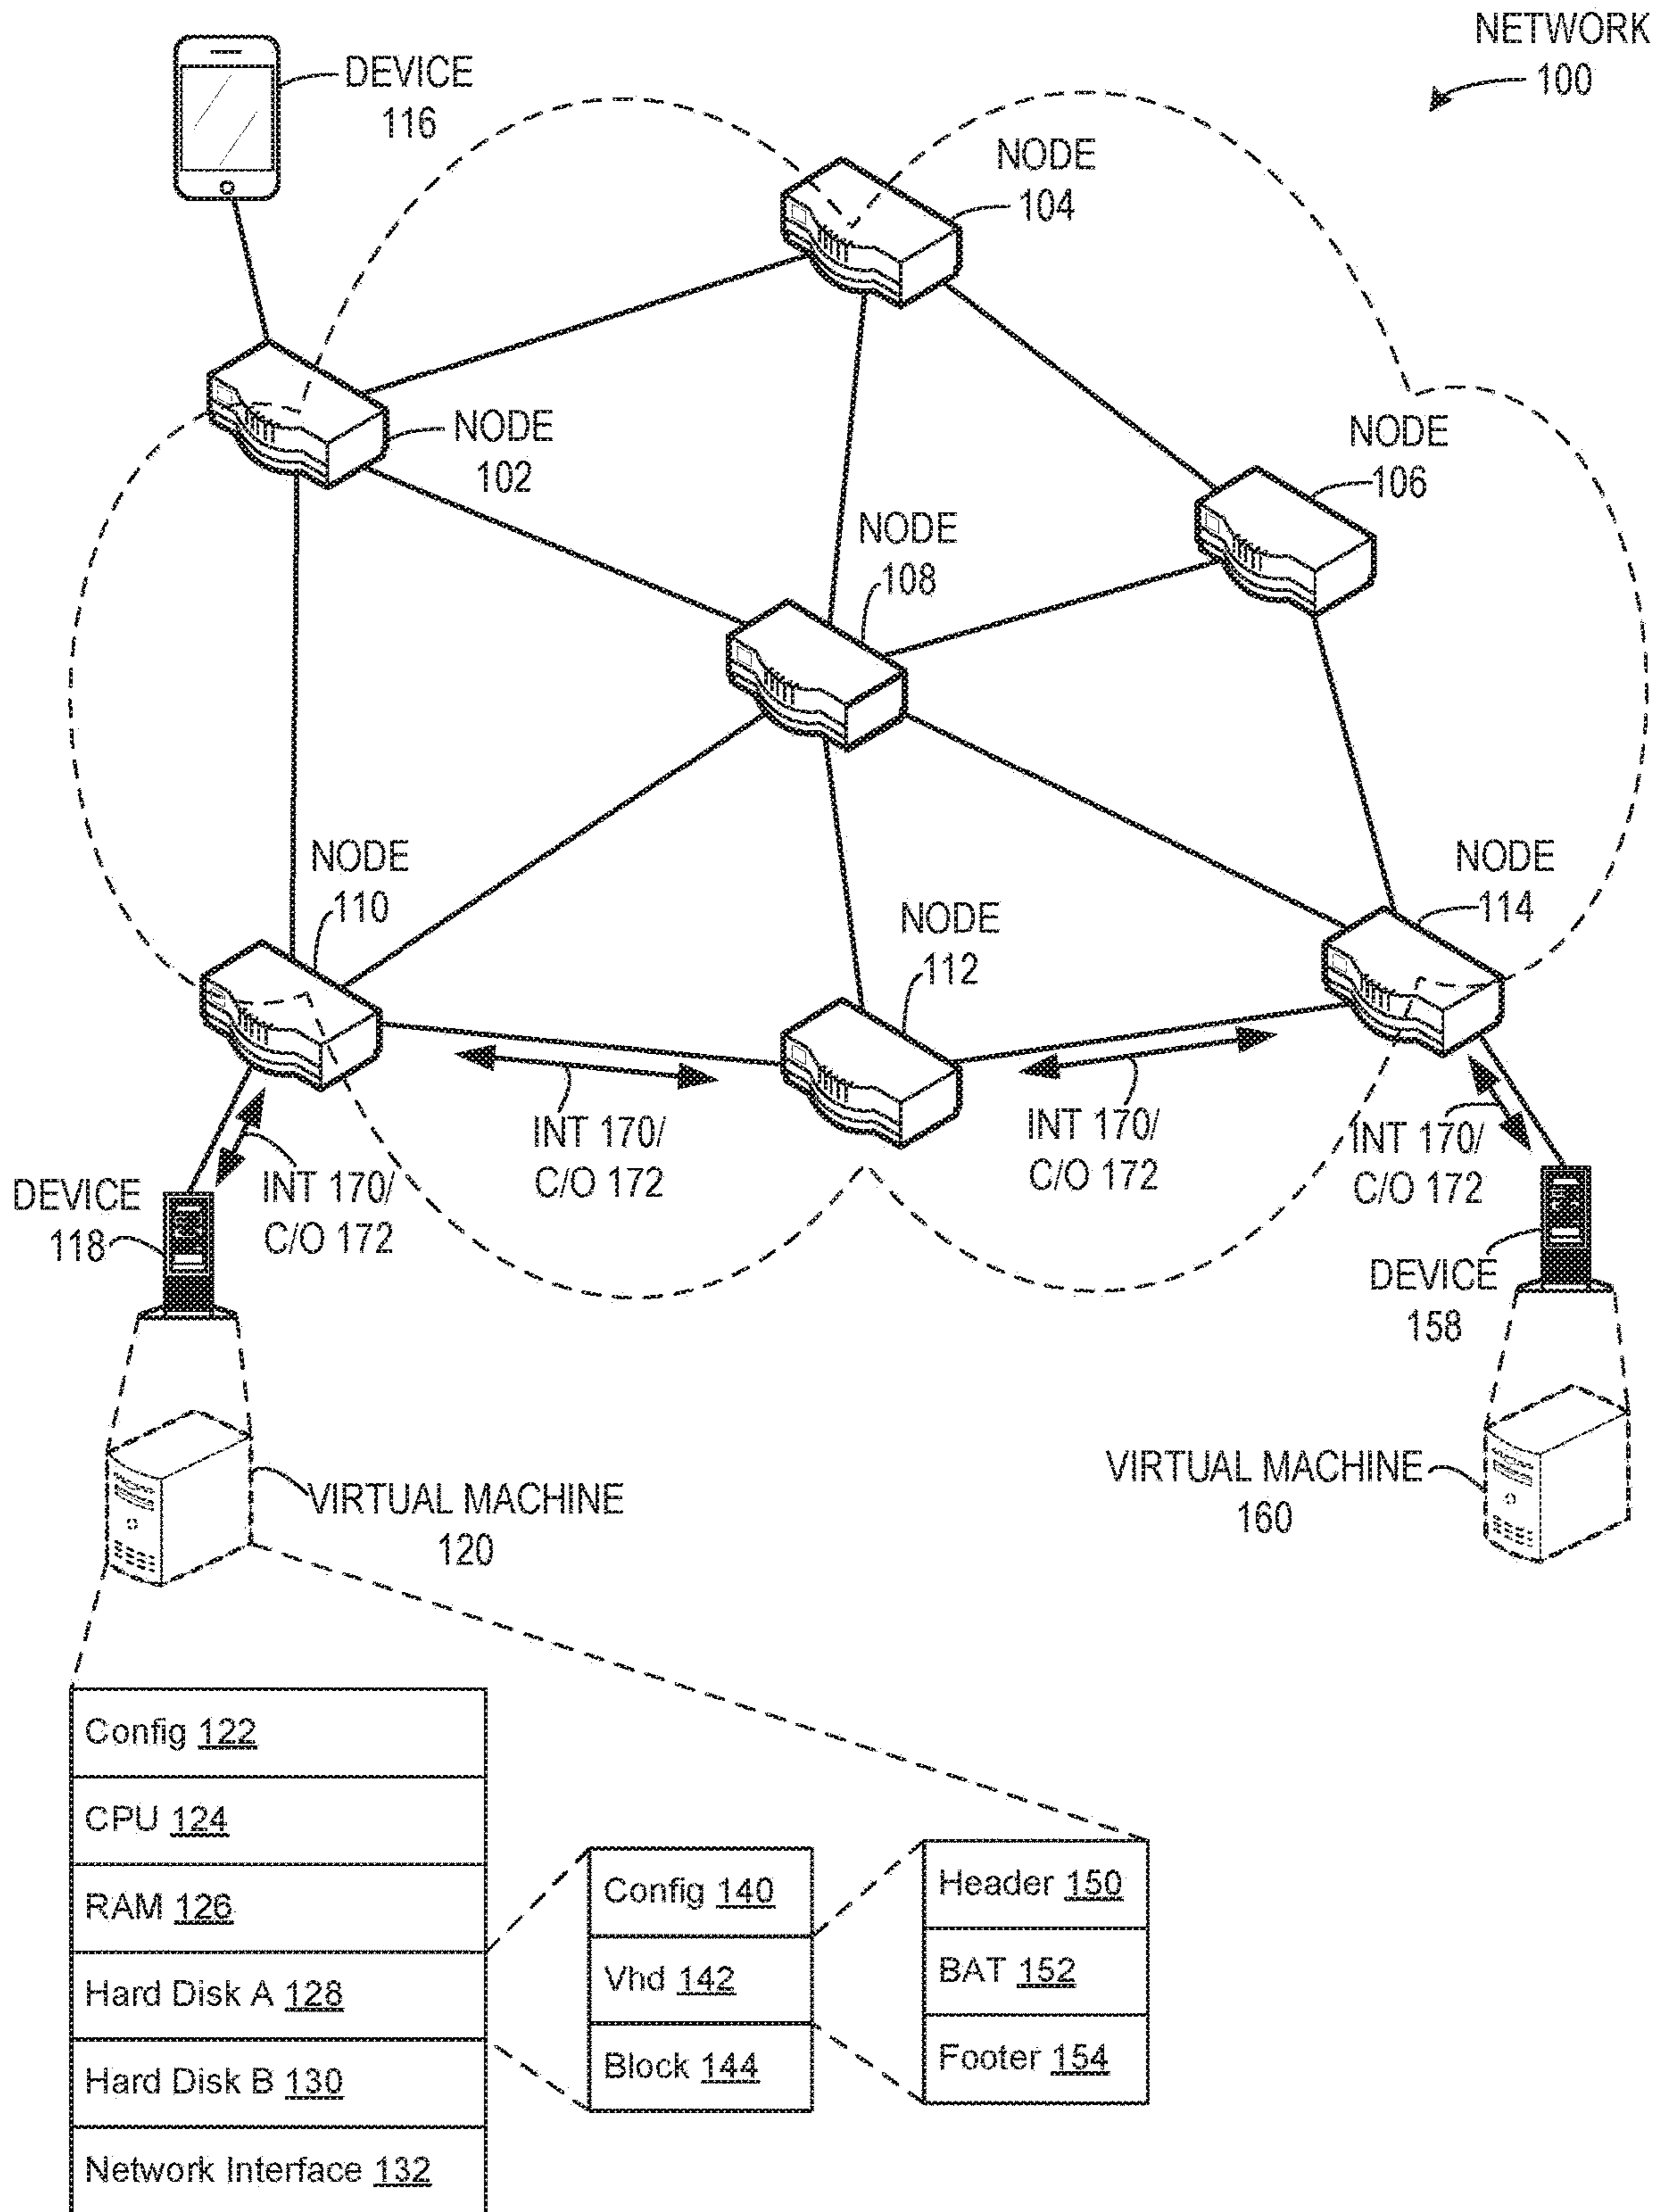 NETWORK
100
DEVICE
116
NODE
104
NODE
102
NODE
106
NODE
108
NODE
110
NODE
112
NODE
114
INT 170/
C/O 172
INT 170/
C/O 172
INT 170/
C/O 172
INT 170/
C/O 172
DEVICE
118
DEVICE
158
VIRTUAL MACHINE
120
VIRTUAL MACHINE
160
Config 122
CPU 124
RAM 126
Hard Disk A 128
Hard Disk B 130
Network Interface 132
Config 140
Vhd 142
Block 144
Header 150
BAT 152
Footer 154